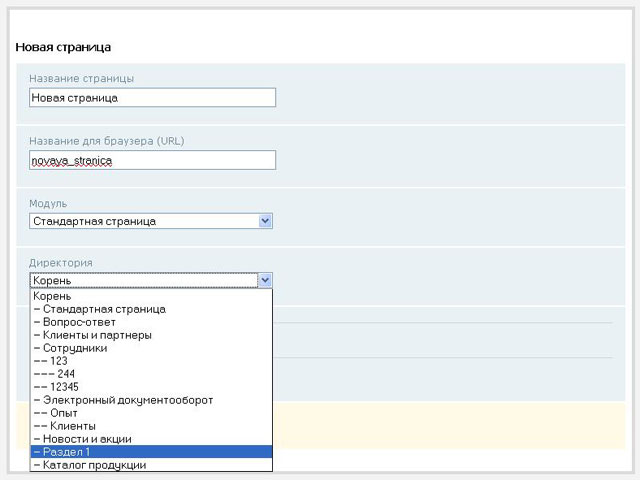 Новая страница
Название страницы
Новая страница
Название для браузера (URL)
novaya_stranica
Модуль
Стандартная страница
Директория
Корень
Корень
- Стандартная страница
- Вопрос-ответ
- Клиенты и партнеры
- Сотрудники
-- 123
--- 244
-- 12345
- Электронный документооборот
-- Опыт
-- Клиенты
- Новости и акции
- Раздел 1
- Каталог продукции